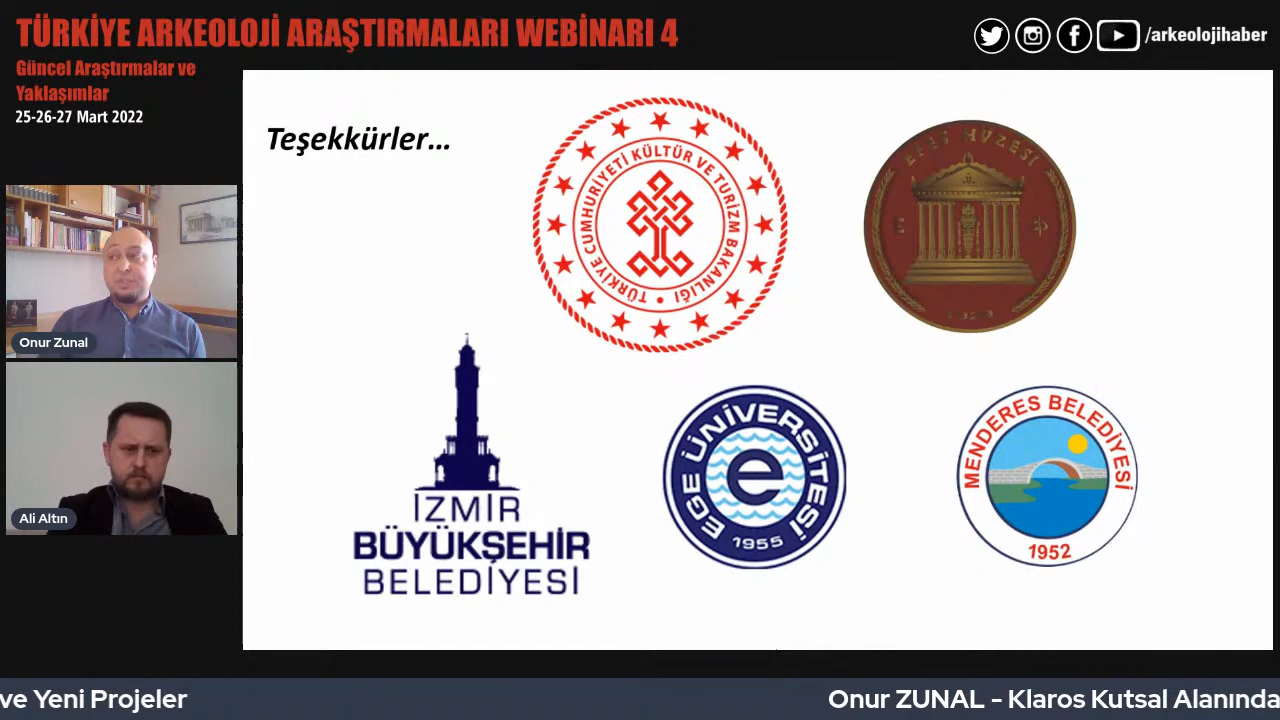 TÜRKİYE ARKEOLOJİ ARAŞTIRMALARI WEBİNARI 4
Güncel Araştırmalar ve
Yaklaşımlar
25-26-27 Mart 2022
/arkeolojihaber
Teşekkürler...
TÜRKİYE CUMHURİYETİ KÜLTÜR VE TURİZM BAKANLIĞI
EFES MÜZESİ
Onur Zunal
Ali Altın
İZMİR
BÜYÜKŞEHİR
BELEDİYESİ
EGE ÜNİVERSİTESİ
e
1955
MENDERES BELEDİYESİ
1952
ve Yeni Projeler
Onur ZUNAL - Klaros Kutsal Alanında